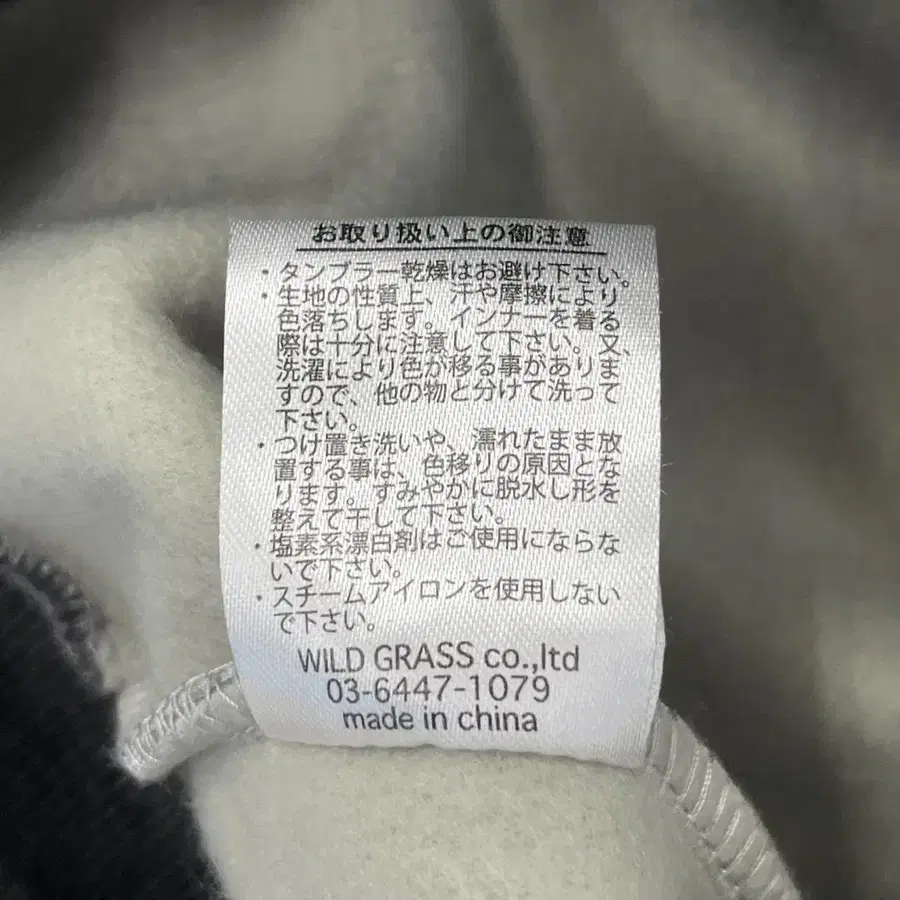 お取り扱い上の御注意
・タンブラー乾燥はお避け下さい。
・生地の性質上、汗や摩擦により
色落ちします。インナーを着る
際は十分に注意して下さい。又、
洗濯により色が移る事がありま
すので、他の物と分けて洗って
下さい。
・つけ置き洗いや、濡れたまま放
置する事は、色移りの原因とな
ります。すみやかに脱水し形を
整えて干して下さい。
・塩素系漂白剤はご使用にならな
いで下さい。
・スチームアイロンを使用しない
で下さい。
WILD GRASS co.,ltd
03-6447-1079
made in china